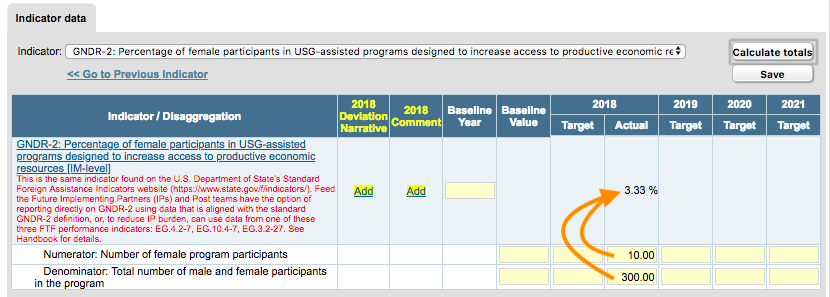 Indicator data
Indicator: GNDR-2: Percentage of female participants in USG-assisted programs designed to increase access to productive economic re
Calculate totals
<< Go to Previous Indicator
Save
Indicator / Disaggregation
2018 Deviation Narrative
2018 Comment
Baseline Year
Baseline Value
2018
2019
2020
2021
Target
Actual
Target
Target
Target
GNDR-2: Percentage of female participants in USG-assisted
programs designed to increase access to productive economic
resources [IM-level]
This is the same indicator found on the U.S. Department of State's Standard
Foreign Assistance Indicators website (https://www.state.gov/f/indicators/). Feed
the Future Implementing Partners (IPs) and Post teams have the option of
reporting directly on GNDR-2 using data that is aligned with the standard
GNDR-2 definition, or, to reduce IP burden, can use data from one of these
three FTF performance indicators: EG.4.2-7, EG.10.4-7, EG.3.2-27. See
Handbook for details.
Add
Add
3.33 %
Numerator: Number of female program participants
10.00
Denominator: Total number of male and female participants
in the program
300.00